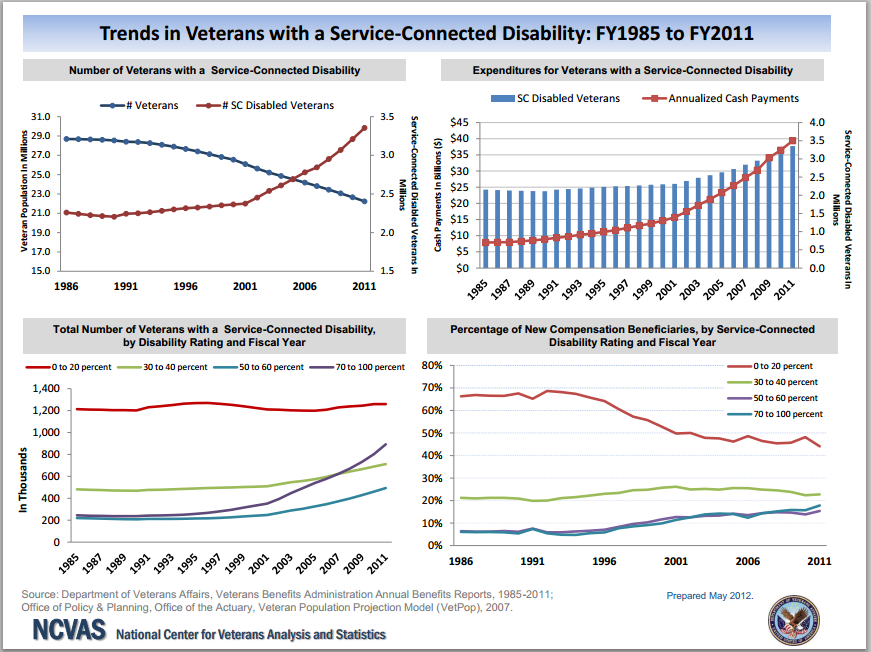 Trends in Veterans with a Service-Connected Disability: FY1985 to FY2011
Number of Veterans with a Service-Connected Disability
# Veterans
# SC Disabled Veterans
Veteran Population In Millions
31.0
29.0
27.0
25.0
23.0
21.0
19.0
17.0
15.0
3.5
3.0
2.5
2.0
1.5
Service-Connected Disabled Veterans In
Millions
1986 1991 1996 2001 2006 2011
Expenditures for Veterans with a Service-Connected Disability
SC Disabled Veterans
Annualized Cash Payments
Cash Payments In Billions ($)
$45
$40
$35
$30
$25
$20
$15
$10
$5
$0
4.0
3.5
3.0
2.5
2.0
1.5
1.0
0.5
0.0
Service-Connected Disabled Veterans In
Millions
1985 1987 1989 1991 1993 1995 1997 1999 2001 2003 2005 2007 2009 2011
Total Number of Veterans with a Service-Connected Disability,
by Disability Rating and Fiscal Year
0 to 20 percent
30 to 40 percent
50 to 60 percent
70 to 100 percent
In Thousands
1,400
1,200
1,000
800
600
400
200
0
1985 1987 1989 1991 1993 1995 1997 1999 2001 2003 2005 2007 2009 2011
Percentage of New Compensation Beneficiaries, by Service-Connected
Disability Rating and Fiscal Year
80%
70%
60%
50%
40%
30%
20%
10%
0%
0 to 20 percent
30 to 40 percent
50 to 60 percent
70 to 100 percent
1986 1991 1996 2001 2006 2011
Source: Department of Veterans Affairs, Veterans Benefits Administration Annual Benefits Reports, 1985-2011;
Office of Policy & Planning, Office of the Actuary, Veteran Population Projection Model (VetPop), 2007.
Prepared May 2012.
NCVAS National Center for Veterans Analysis and Statistics